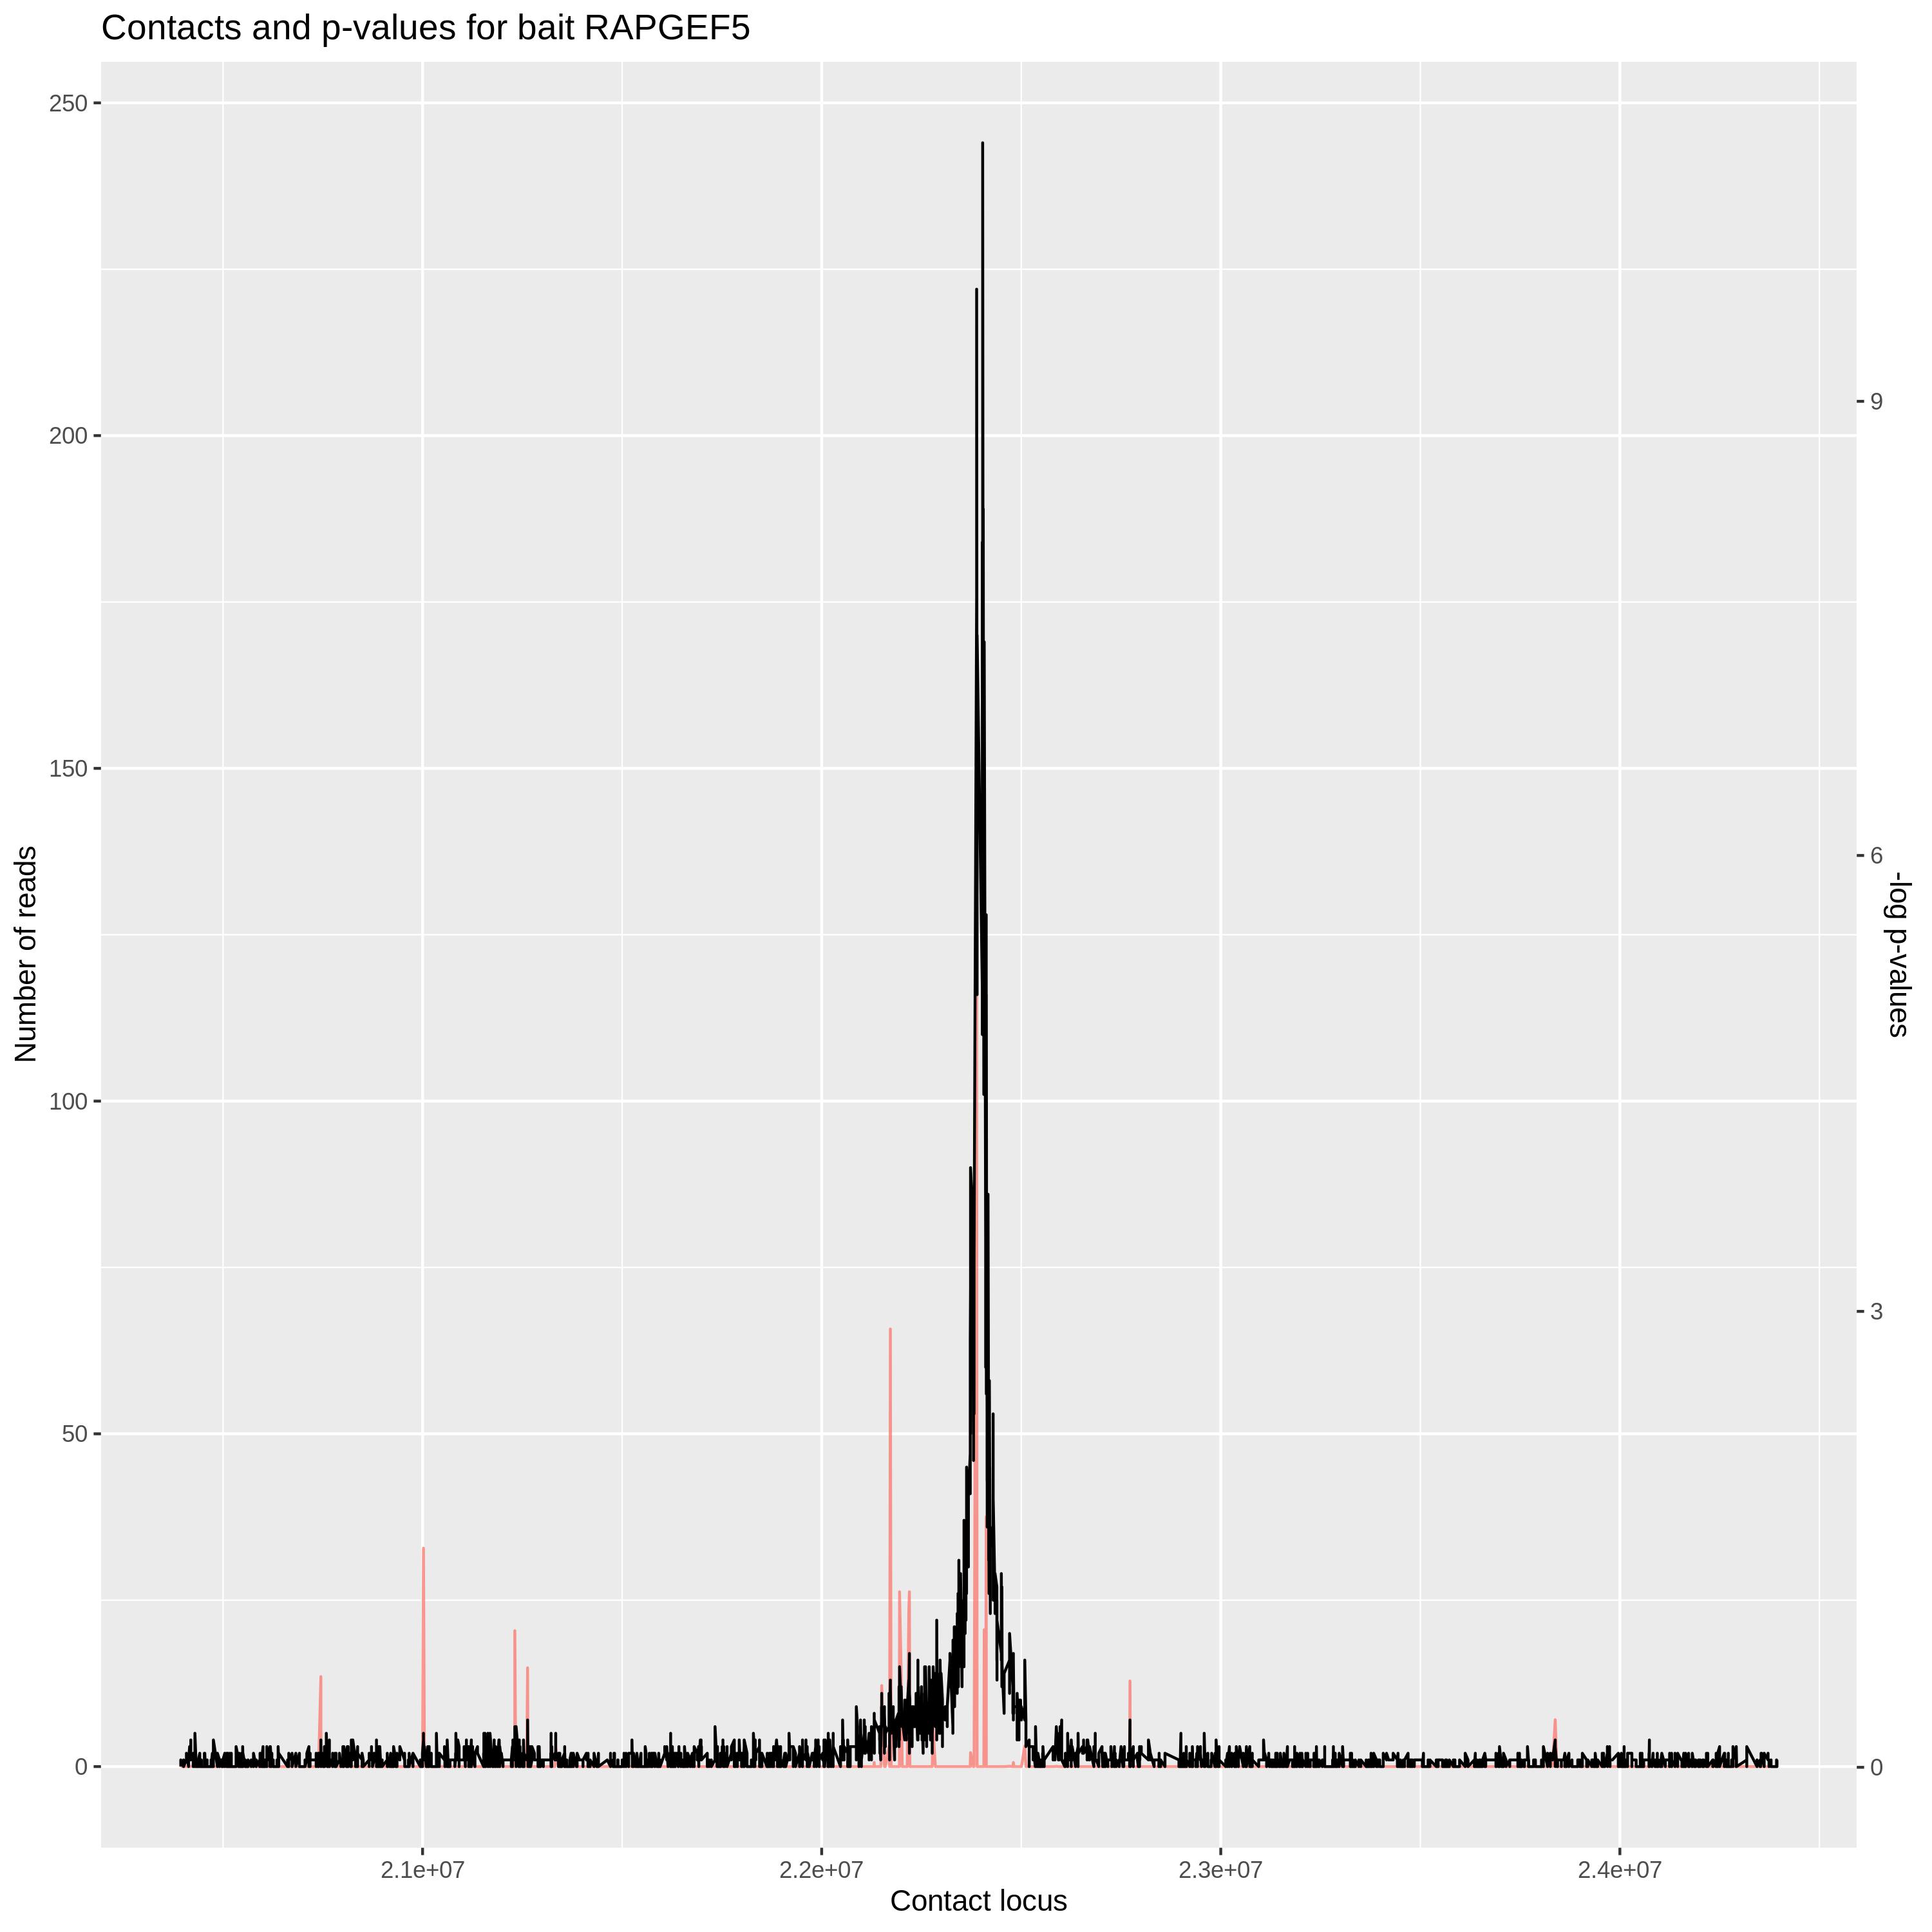 Contacts and p-values for bait RAPGEF5
250
200
150
100
50
0
Number of reads
9
6
3
0
-log p-values
2.1e+07
2.2e+07
2.3e+07
2.4e+07
Contact locus